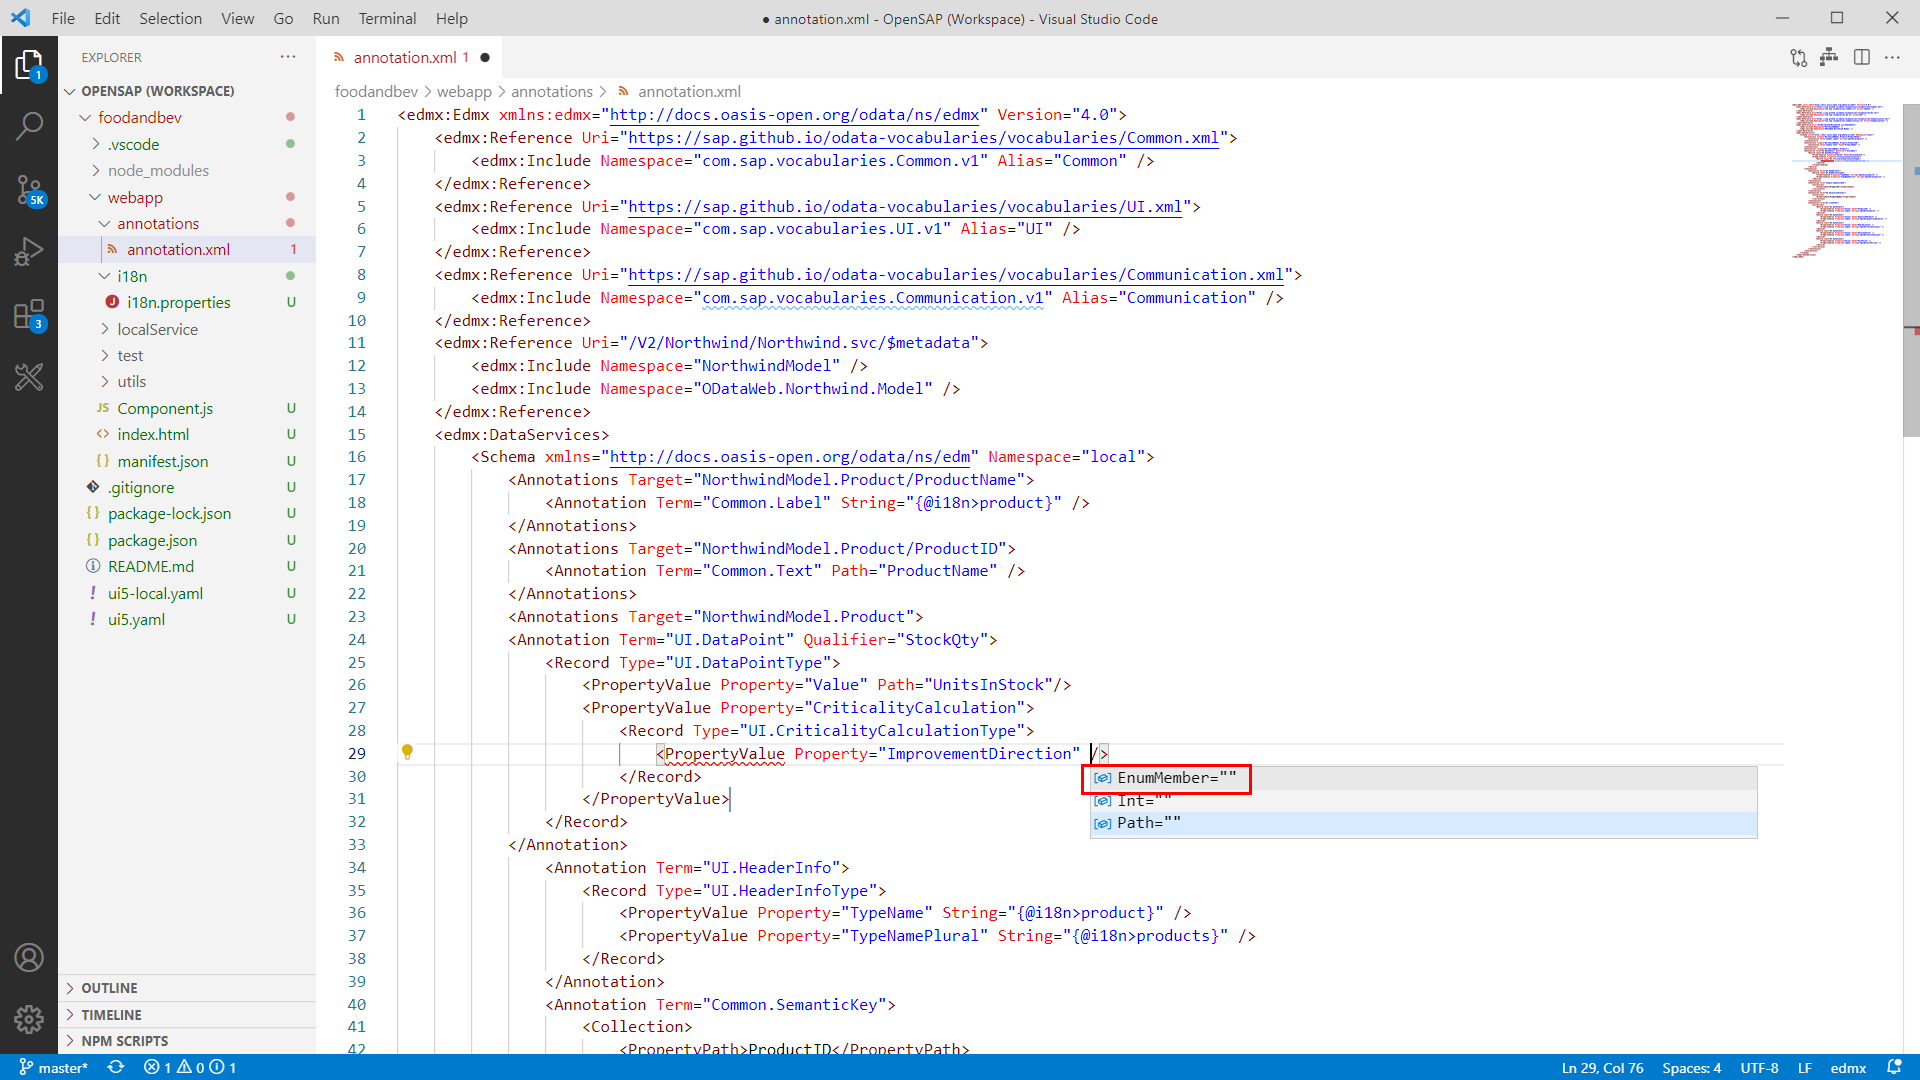 File Edit Selection View Go Run Terminal Help
● annotation.xml - OpenSAP (Workspace) - Visual Studio Code
EXPLORER
OPENSAP (WORKSPACE)
foodandbev
.vscode
node_modules
webapp
annotations
annotation.xml 1
i18n
i18n.properties U
localService
test
utils
JS Component.js U
<> index.html U
{} manifest.json U
.gitignore U
{} package-lock.json U
{} package.json U
README.md U
! ui5-local.yaml U
! ui5.yaml U
OUTLINE
TIMELINE
NPM SCRIPTS
1
5K
3
annotation.xml 1 ●
foodandbev > webapp > annotations > annotation.xml
1 <edmx:Edmx xmlns:edmx="http://docs.oasis-open.org/odata/ns/edmx" Version="4.0">
2 <edmx:Reference Uri="https://sap.github.io/odata-vocabularies/vocabularies/Common.xml">
3 <edmx:Include Namespace="com.sap.vocabularies.Common.v1" Alias="Common" />
4 </edmx:Reference>
5 <edmx:Reference Uri="https://sap.github.io/odata-vocabularies/vocabularies/UI.xml">
6 <edmx:Include Namespace="com.sap.vocabularies.UI.v1" Alias="UI" />
7 </edmx:Reference>
8 <edmx:Reference Uri="https://sap.github.io/odata-vocabularies/vocabularies/Communication.xml">
9 <edmx:Include Namespace="com.sap.vocabularies.Communication.v1" Alias="Communication" />
10 </edmx:Reference>
11 <edmx:Reference Uri="/V2/Northwind/Northwind.svc/$metadata">
12 <edmx:Include Namespace="NorthwindModel" />
13 <edmx:Include Namespace="ODataWeb.Northwind.Model" />
14 </edmx:Reference>
15 <edmx:DataServices>
16 <Schema xmlns="http://docs.oasis-open.org/odata/ns/edm" Namespace="local">
17 <Annotations Target="NorthwindModel.Product/ProductName">
18 <Annotation Term="Common.Label" String="{@i18n>product}" />
19 </Annotations>
20 <Annotations Target="NorthwindModel.Product/ProductID">
21 <Annotation Term="Common.Text" Path="ProductName" />
22 </Annotations>
23 <Annotations Target="NorthwindModel.Product">
24 <Annotation Term="UI.DataPoint" Qualifier="StockQty">
25 <Record Type="UI.DataPointType">
26 <PropertyValue Property="Value" Path="UnitsInStock"/>
27 <PropertyValue Property="CriticalityCalculation">
28 <Record Type="UI.CriticalityCalculationType">
29 <PropertyValue Property="ImprovementDirection" />
EnumMember=""
Int=""
Path=""
30 </Record>
31 </PropertyValue>
32 </Record>
33 </Annotation>
34 <Annotation Term="UI.HeaderInfo">
35 <Record Type="UI.HeaderInfoType">
36 <PropertyValue Property="TypeName" String="{@i18n>product}" />
37 <PropertyValue Property="TypeNamePlural" String="{@i18n>products}" />
38 </Record>
39 </Annotation>
40 <Annotation Term="Common.SemanticKey">
41 <Collection>
42 <PropertyPath>ProductID</PropertyPath>
master* 1 0 1
Ln 29, Col 76 Spaces: 4 UTF-8 LF edmx